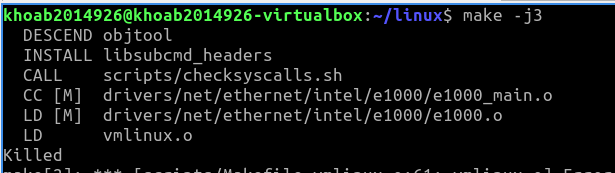 khoab2014926@khoab2014926-virtualbox:~/linux$ make -j3
DESCEND objtool
INSTALL libsubcmd_headers
CALL scripts/checksyscalls.sh
CC [M] drivers/net/ethernet/intel/e1000/e1000_main.o
LD [M] drivers/net/ethernet/intel/e1000/e1000.o
LD vmlinux.o
Killed